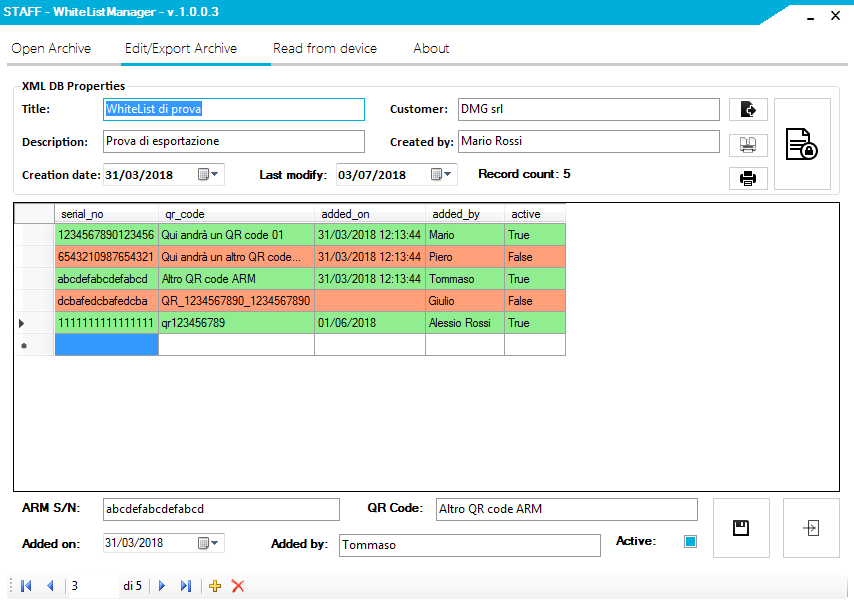 STAFF - WhiteListManager - v.1.0.0.3
Open Archive Edit/Export Archive Read from device About
XML DB Properties
Title: WhiteList di prova Customer: DMG srl
Description: Prova di esportazione Created by: Mario Rossi
Creation date: 31/03/2018 Last modify: 03/07/2018 Record count: 5
serial_no qr_code added_on added_by active
1234567890123456 Qui andrà un QR code 01 31/03/2018 12:13:44 Mario True
6543210987654321 Qui andrà un altro QR code... 31/03/2018 12:13:44 Piero False
abcdefabcdefabcd Altro QR code ARM 31/03/2018 12:13:44 Tommaso True
dcbafedcbafedcba QR_1234567890_1234567890 Giulio False
1111111111111111 qr123456789 01/06/2018 Alessio Rossi True
ARM S/N: abcdefabcdefabcd QR Code: Altro QR code ARM
Added on: 31/03/2018 Added by: Tommaso Active:
3 di 5